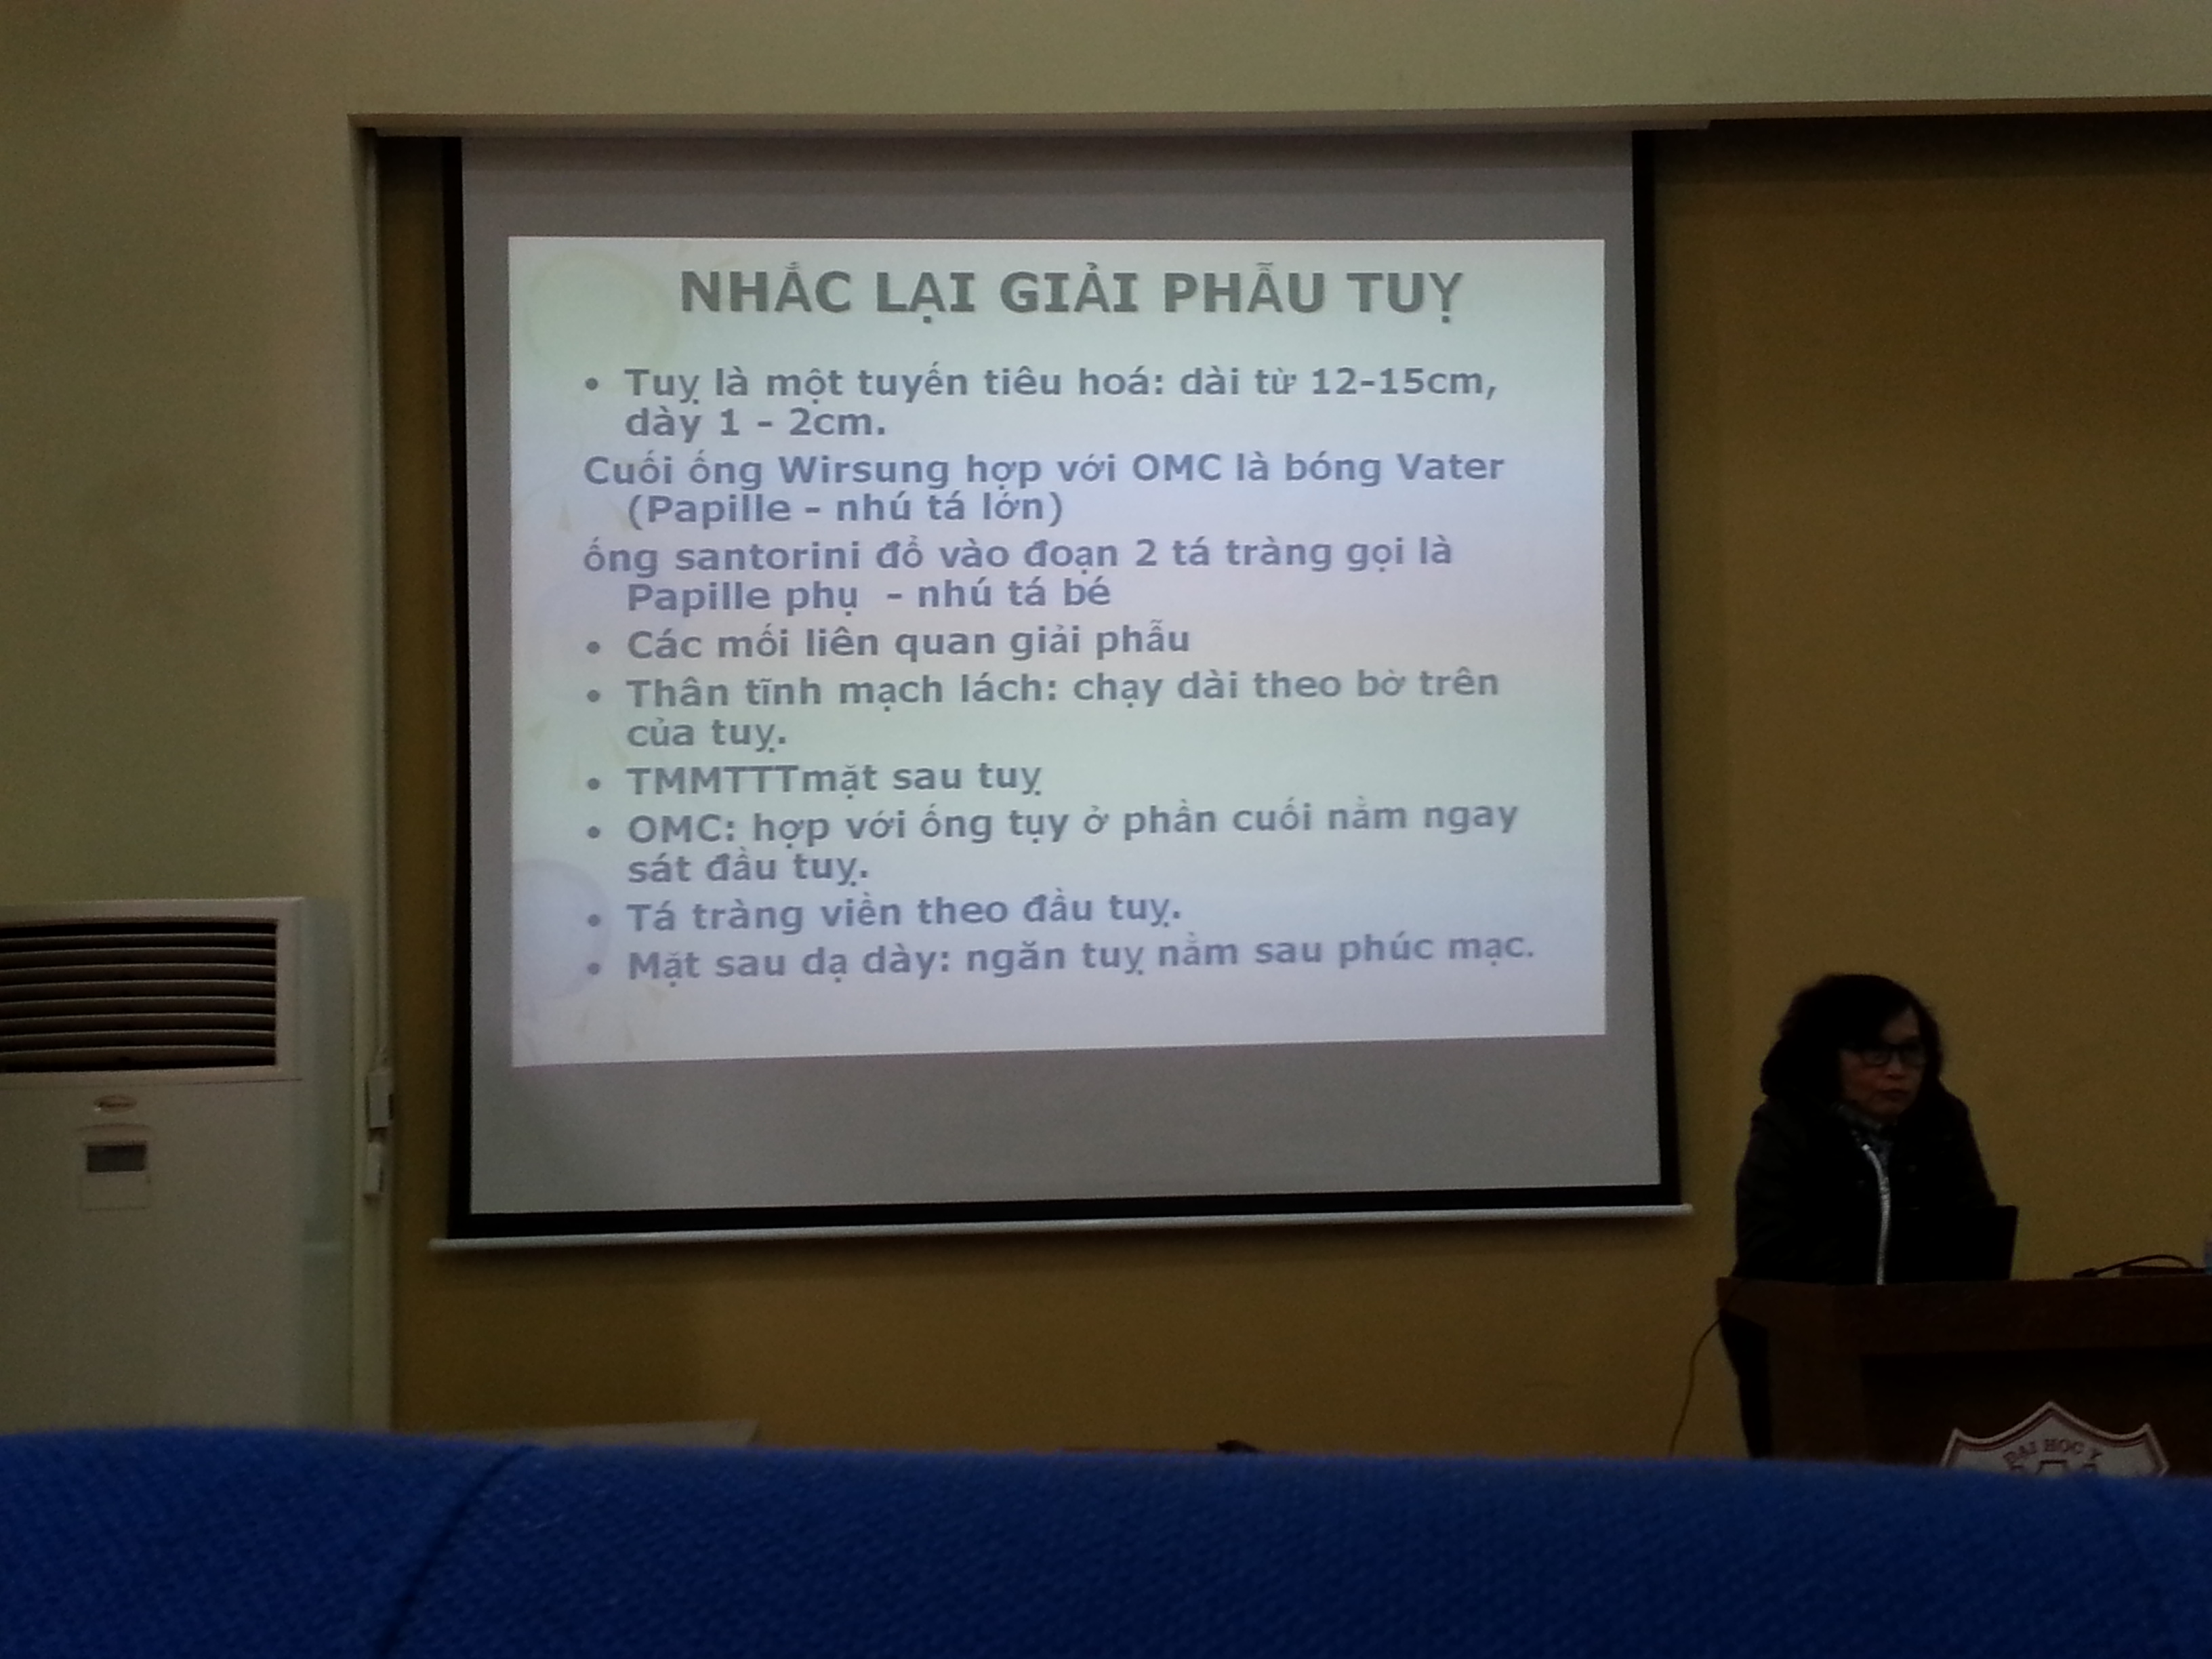 NHẮC LẠI GIẢI PHẪU TUỴ
• Tuỵ là một tuyến tiêu hoá: dài từ 12-15cm,
dày 1 - 2cm.
Cuối ống Wirsung hợp với OMC là bóng Vater
(Papille - nhú tá lớn)
ống santorini đổ vào đoạn 2 tá tràng gọi là
Papille phụ - nhú tá bé
• Các mối liên quan giải phẫu
• Thân tĩnh mạch lách: chạy dài theo bờ trên
của tuỵ.
• TMMTTTmặt sau tuỵ
• OMC: hợp với ống tụy ở phần cuối nằm ngay
sát đầu tuỵ.
• Tá tràng viền theo đầu tuỵ.
• Mặt sau dạ dày: ngăn tuỵ nằm sau phúc mạc.
ĐẠI HỌC Y